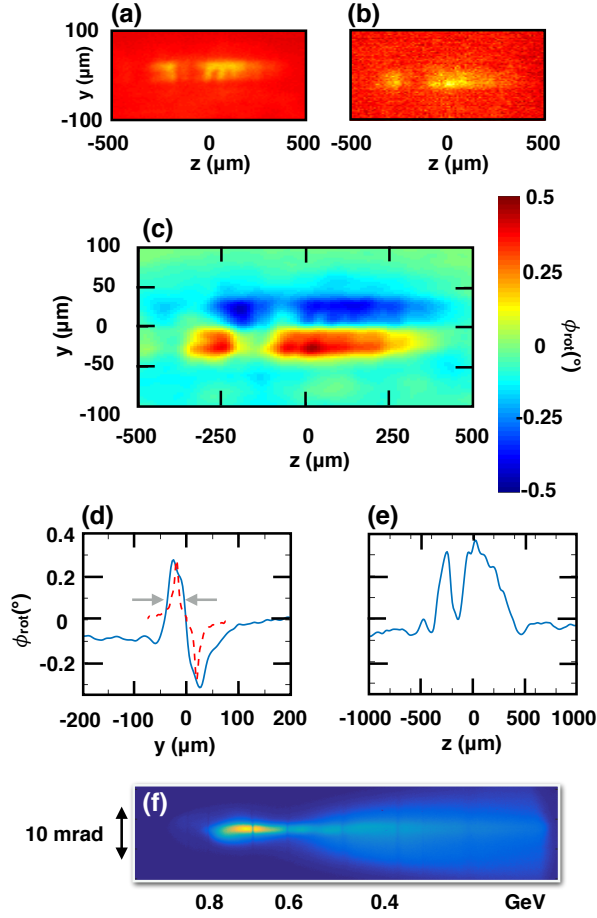 (a)
(b)
100
y (µm)
-100
-500 0 500
-500 0 500
z (µm)
z (µm)
(c)
100
50
0
-50
-100
y (µm)
-500 -250 0 250 500
z (µm)
0.5
0.25
0
-0.25
-0.5
ϕrot(°)
(d)
(e)
0.4
0.2
0
-0.2
ϕrot(°)
-200 -100 0 100 200
y (µm)
-1000 -500 0 500 1000
z (µm)
(f)
10 mrad
0.8 0.6 0.4 GeV